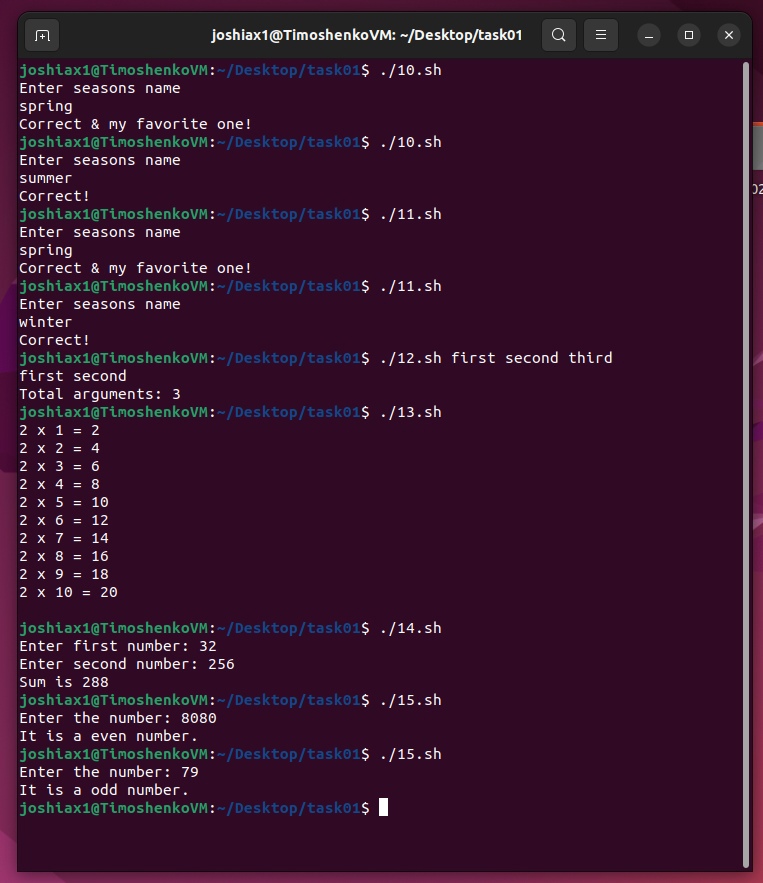 joshiax1@TimoshenkoVM: ~/Desktop/task01
joshiax1@TimoshenkoVM:~/Desktop/task01$ ./10.sh
Enter seasons name
spring
Correct & my favorite one!
joshiax1@TimoshenkoVM:~/Desktop/task01$ ./10.sh
Enter seasons name
summer
Correct!
joshiax1@TimoshenkoVM:~/Desktop/task01$ ./11.sh
Enter seasons name
spring
Correct & my favorite one!
joshiax1@TimoshenkoVM:~/Desktop/task01$ ./11.sh
Enter seasons name
winter
Correct!
joshiax1@TimoshenkoVM:~/Desktop/task01$ ./12.sh first second third
first second
Total arguments: 3
joshiax1@TimoshenkoVM:~/Desktop/task01$ ./13.sh
2 x 1 = 2
2 x 2 = 4
2 x 3 = 6
2 x 4 = 8
2 x 5 = 10
2 x 6 = 12
2 x 7 = 14
2 x 8 = 16
2 x 9 = 18
2 x 10 = 20
joshiax1@TimoshenkoVM:~/Desktop/task01$ ./14.sh
Enter first number: 32
Enter second number: 256
Sum is 288
joshiax1@TimoshenkoVM:~/Desktop/task01$ ./15.sh
Enter the number: 8080
It is a even number.
joshiax1@TimoshenkoVM:~/Desktop/task01$ ./15.sh
Enter the number: 79
It is a odd number.
joshiax1@TimoshenkoVM:~/Desktop/task01$